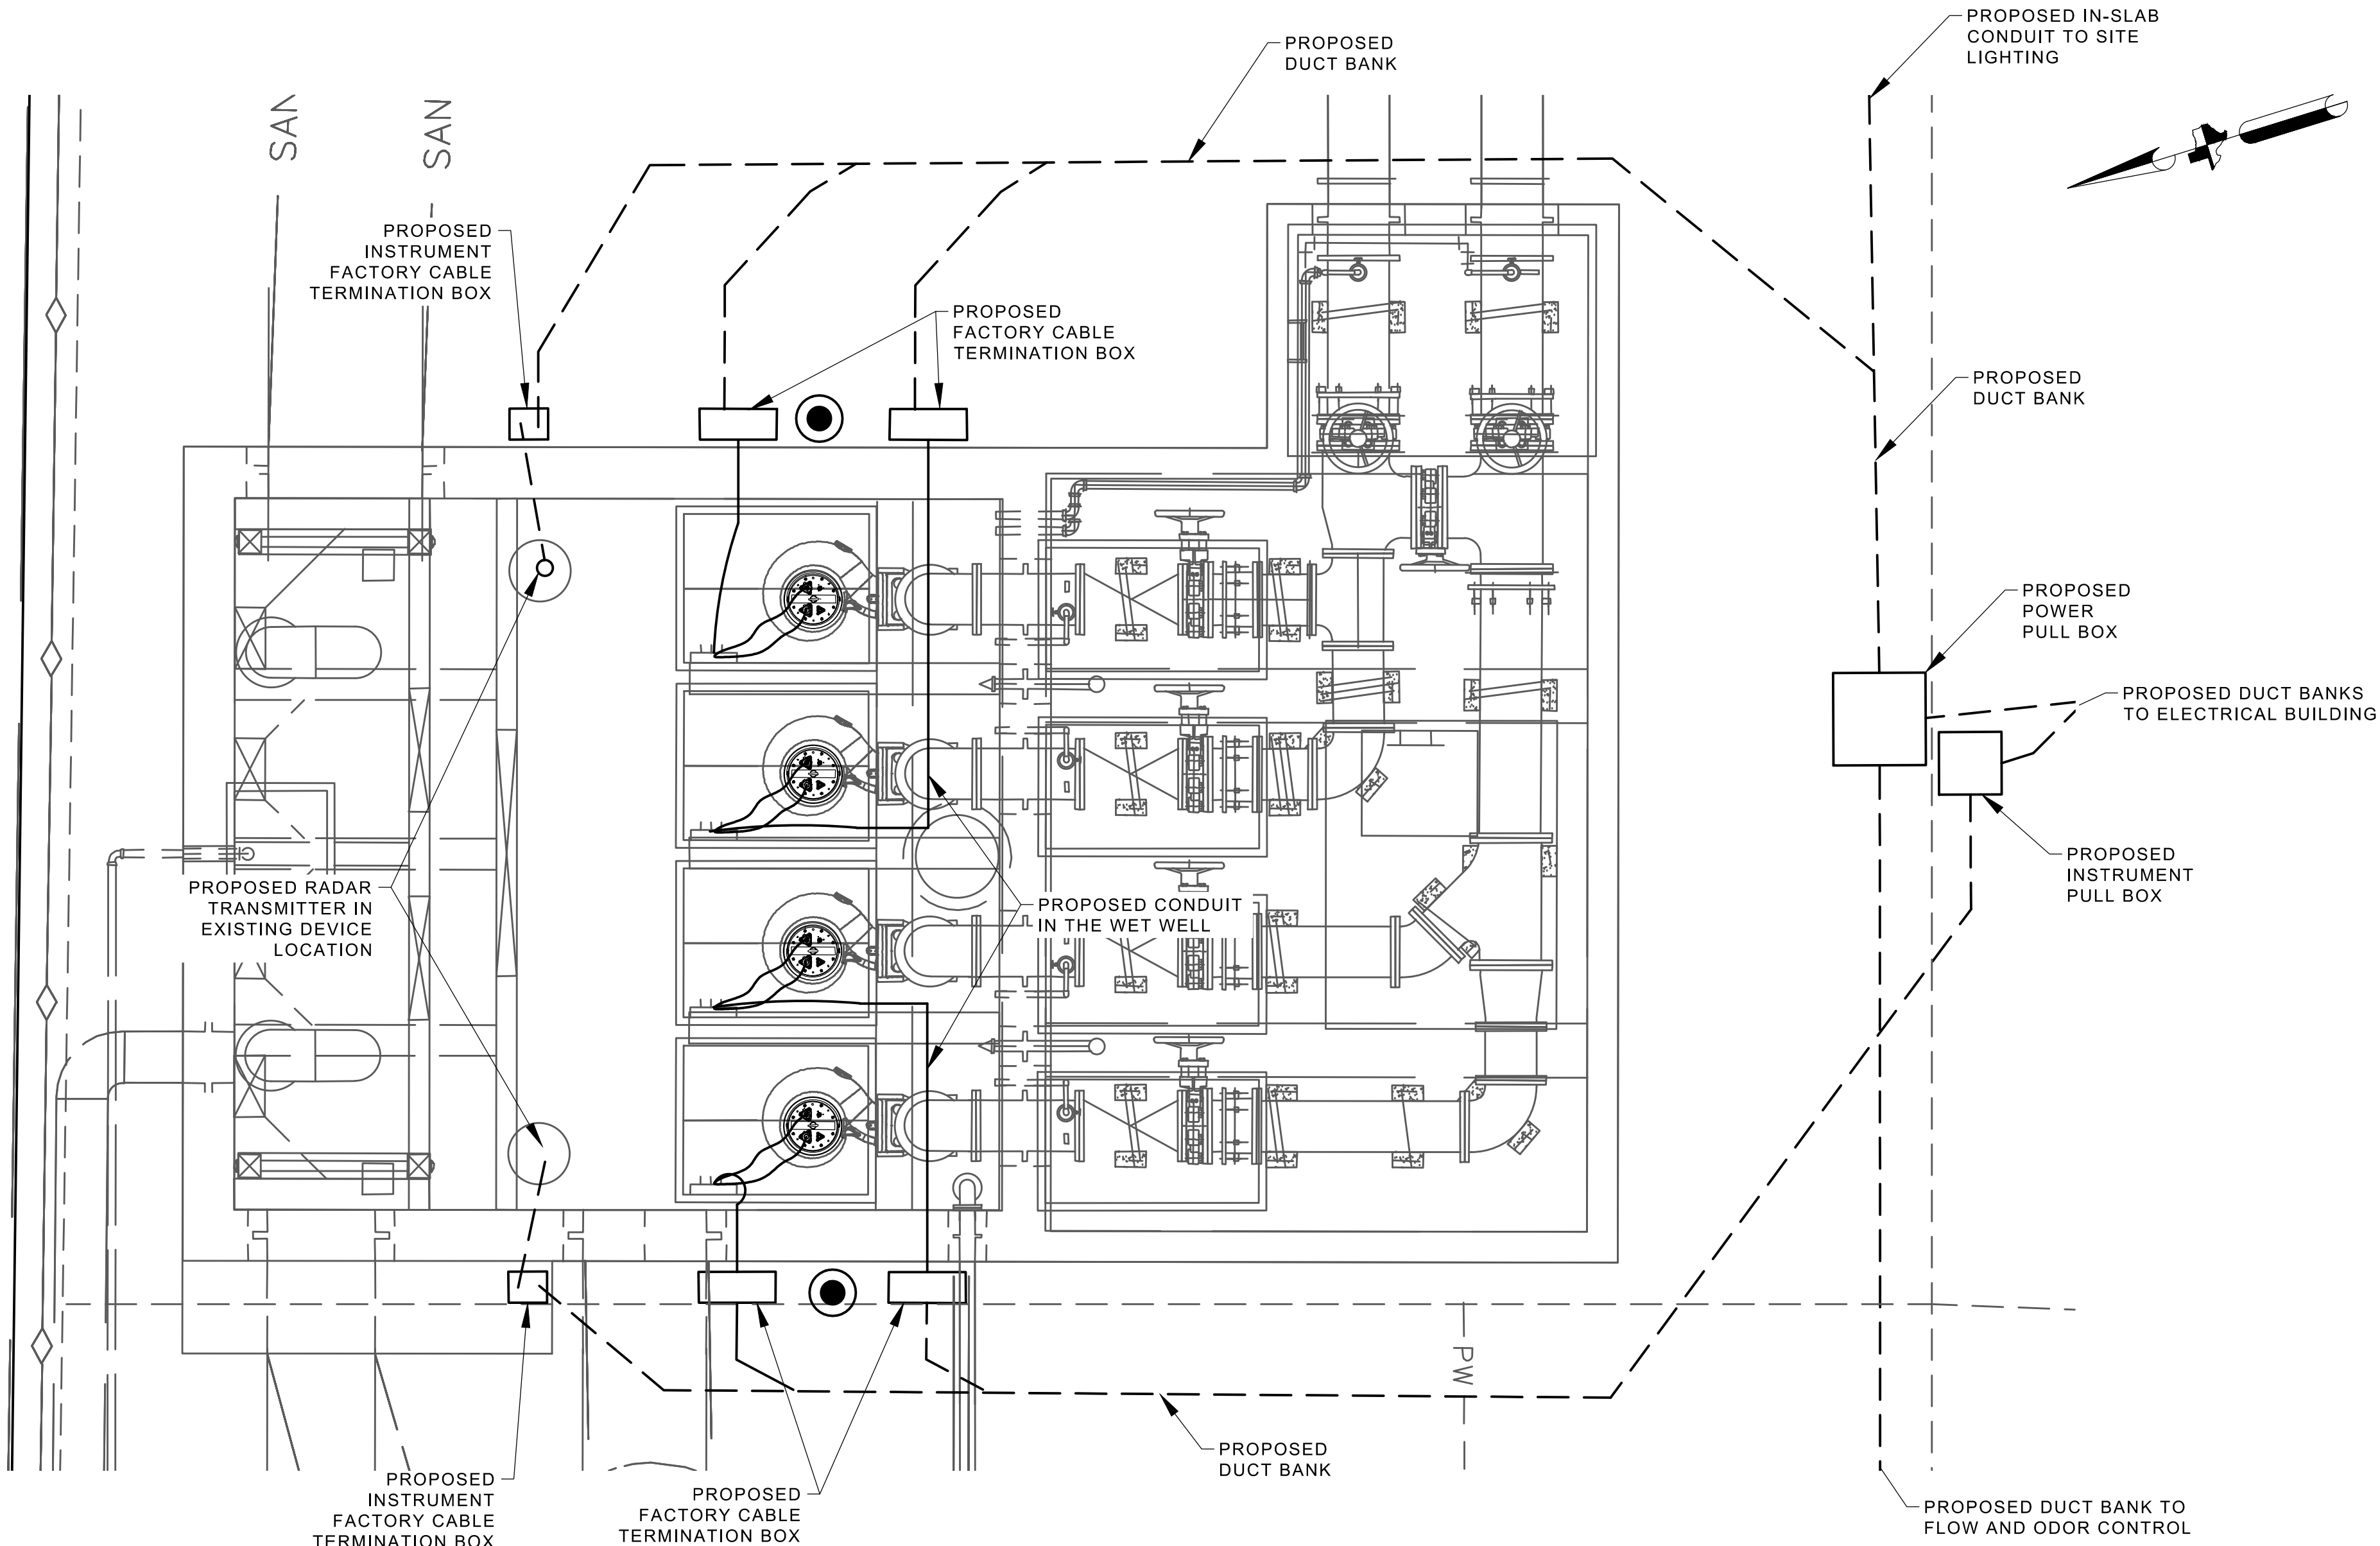 PROPOSED IN-SLAB
CONDUIT TO SITE
LIGHTING
PROPOSED
DUCT BANK
SAN
SAN
PROPOSED
INSTRUMENT
FACTORY CABLE
TERMINATION BOX
PROPOSED
FACTORY CABLE
TERMINATION BOX
PROPOSED
DUCT BANK
PROPOSED
POWER
PULL BOX
PROPOSED DUCT BANKS
TO ELECTRICAL BUILDING
PROPOSED
INSTRUMENT
PULL BOX
PROPOSED RADAR
TRANSMITTER IN
EXISTING DEVICE
LOCATION
PROPOSED CONDUIT
IN THE WET WELL
PW
PROPOSED
DUCT BANK
PROPOSED
INSTRUMENT
FACTORY CABLE
TERMINATION BOX
PROPOSED
FACTORY CABLE
TERMINATION BOX
PROPOSED DUCT BANK TO
FLOW AND ODOR CONTROL